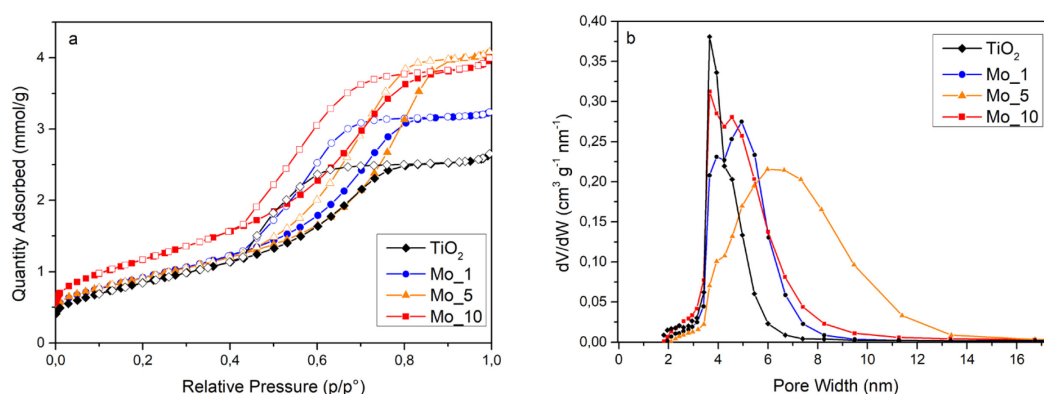 a
Quantity Adsorbed (mmol/g)
4
3
2
1
0
0,0 0,2 0,4 0,6 0,8 1,0
Relative Pressure (p/p°)
TiO₂
Mo_1
Mo_5
Mo_10
b
dV/dW (cm³ g⁻¹ nm⁻¹)
0,40
0,35
0,30
0,25
0,20
0,15
0,10
0,05
0,00
0 2 4 6 8 10 12 14 16
Pore Width (nm)
TiO₂
Mo_1
Mo_5
Mo_10